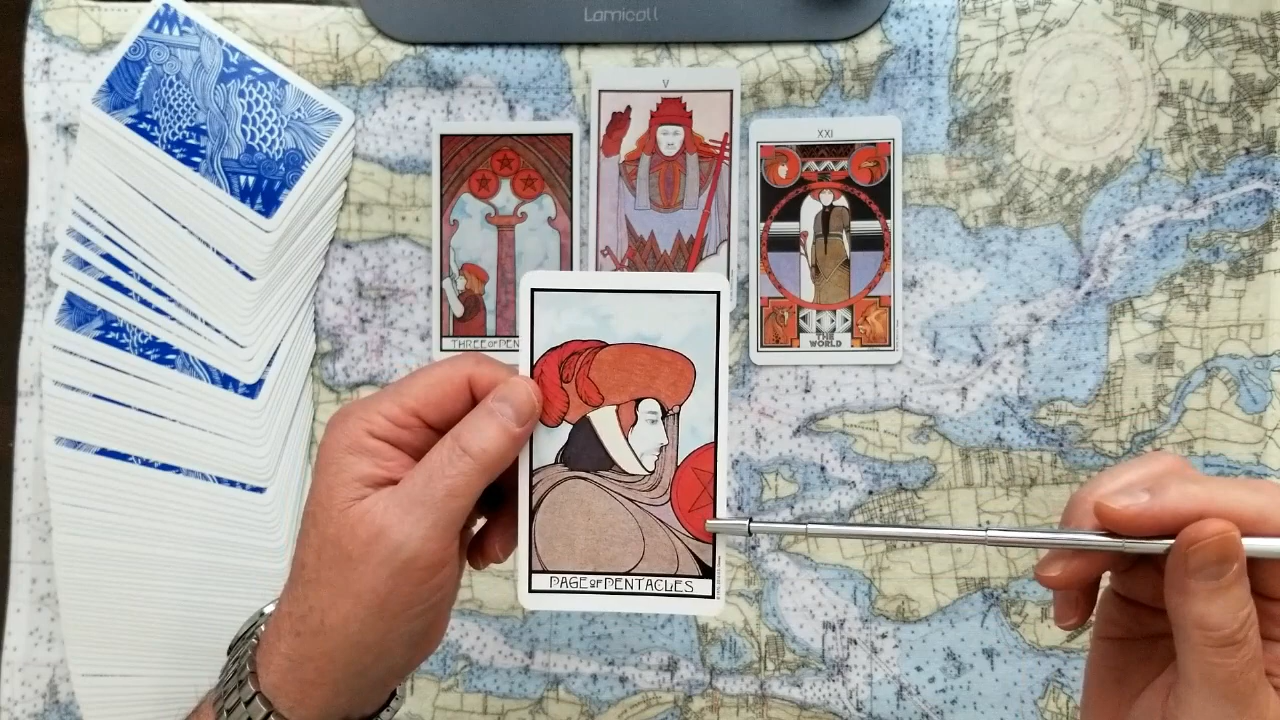 Lamicall
V
XXI
THREE OF PEN
THE
WORLD
PAGE OF PENTACLES